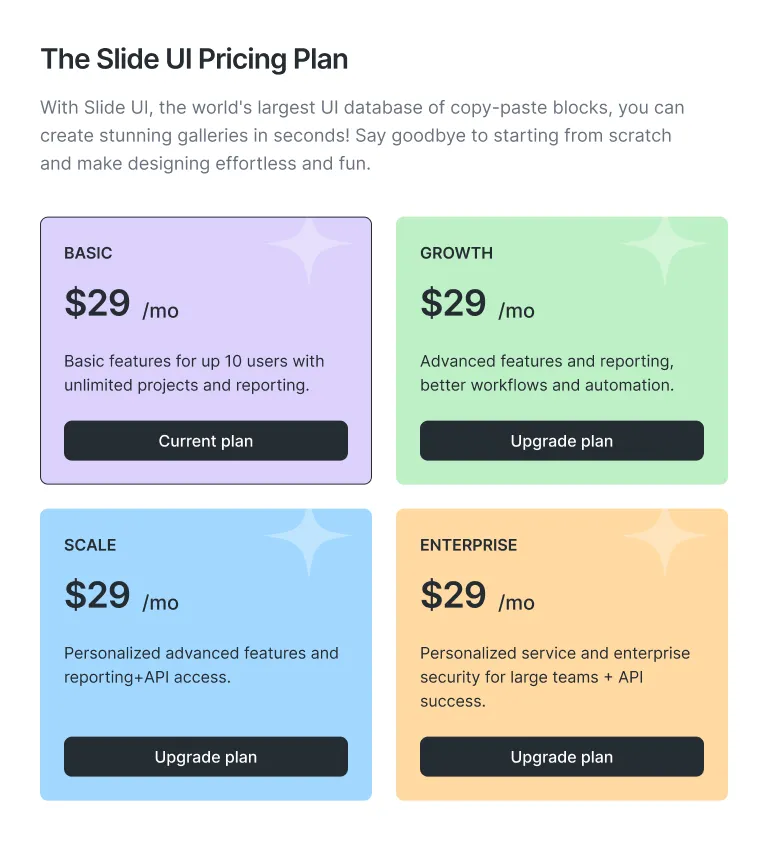 The Slide UI Pricing Plan
With Slide UI, the world's largest UI database of copy-paste blocks, you can
create stunning galleries in seconds! Say goodbye to starting from scratch
and make designing effortless and fun.
BASIC
$29 /mo
Basic features for up 10 users with
unlimited projects and reporting.
Current plan
GROWTH
$29 /mo
Advanced features and reporting,
better workflows and automation.
Upgrade plan
SCALE
$29 /mo
Personalized advanced features and
reporting+API access.
Upgrade plan
ENTERPRISE
$29 /mo
Personalized service and enterprise
security for large teams + API
success.
Upgrade plan